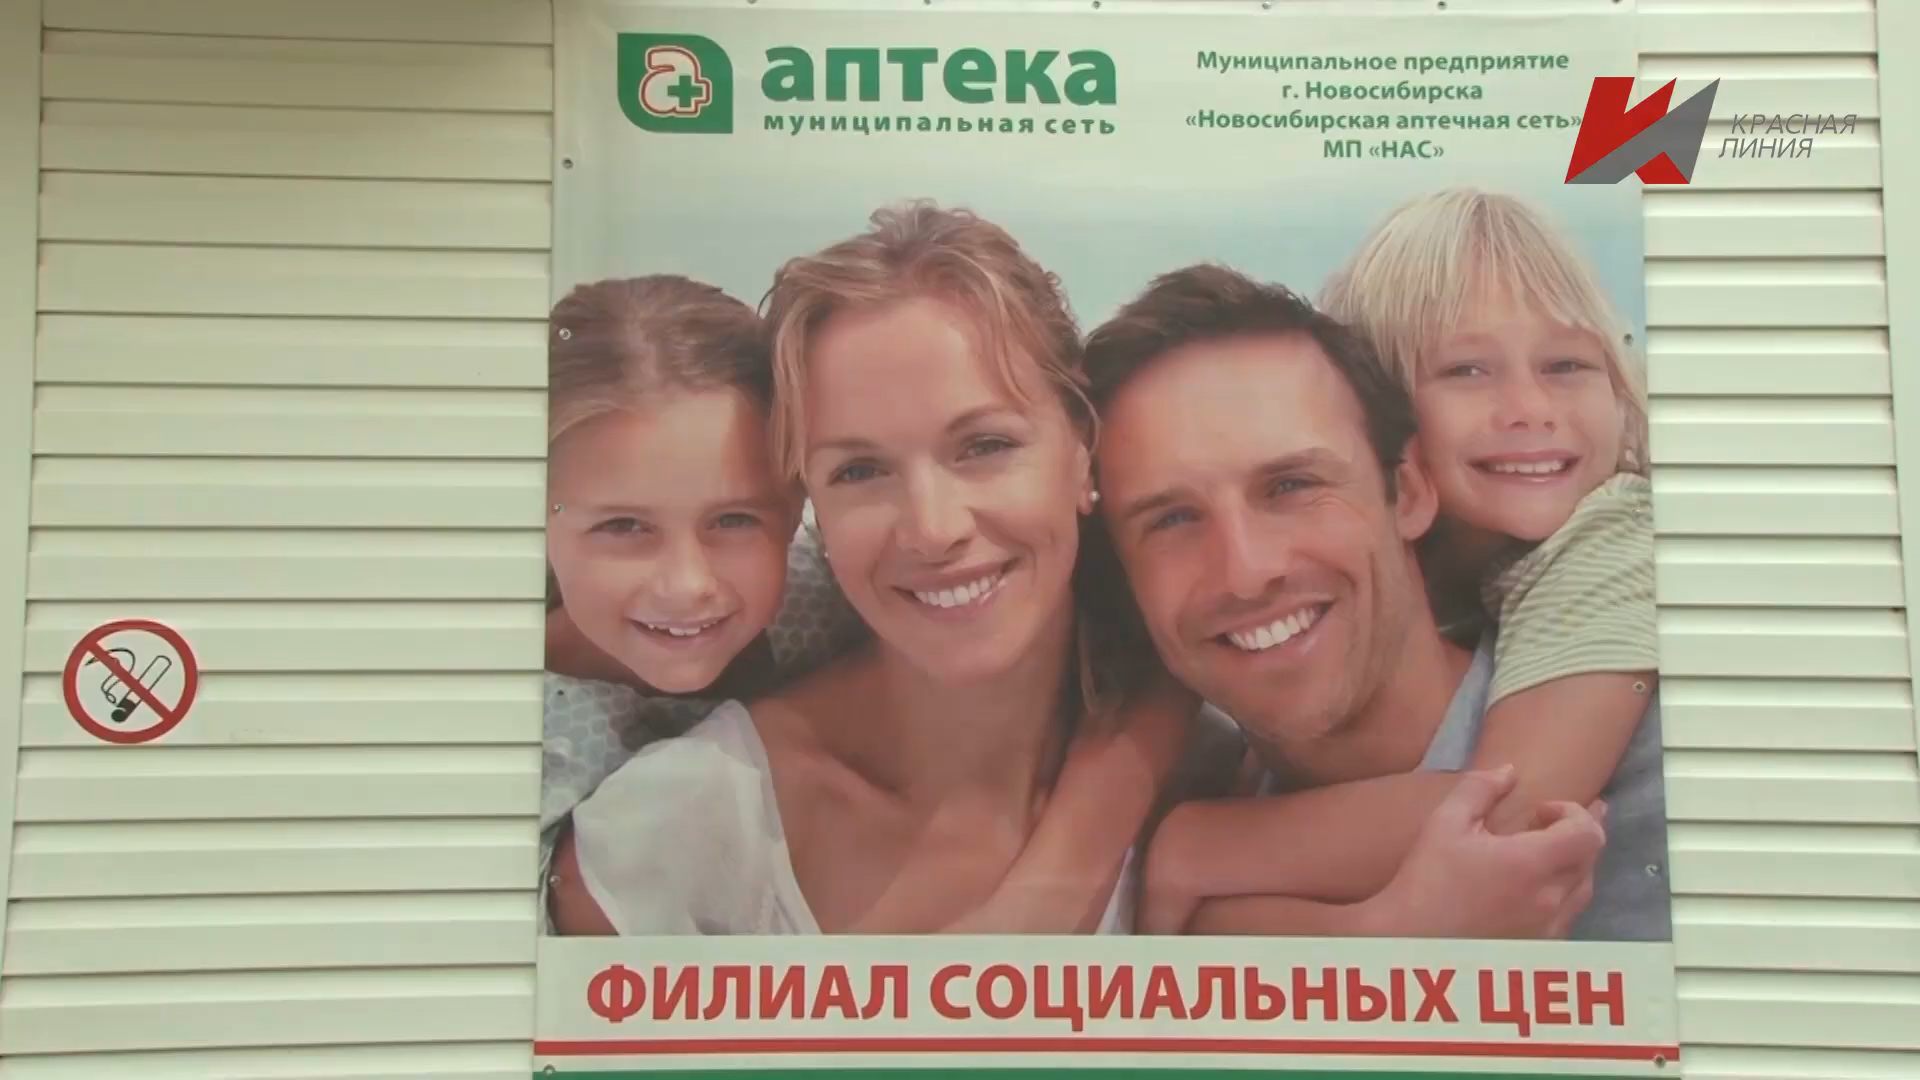 аптека
муниципальная сеть
Муниципальное предприятие
г. Новосибирска
«Новосибирская аптечная сеть»
МП «НАС»
КРАСНАЯ
ЛИНИЯ
ФИЛИАЛ СОЦИАЛЬНЫХ ЦЕН